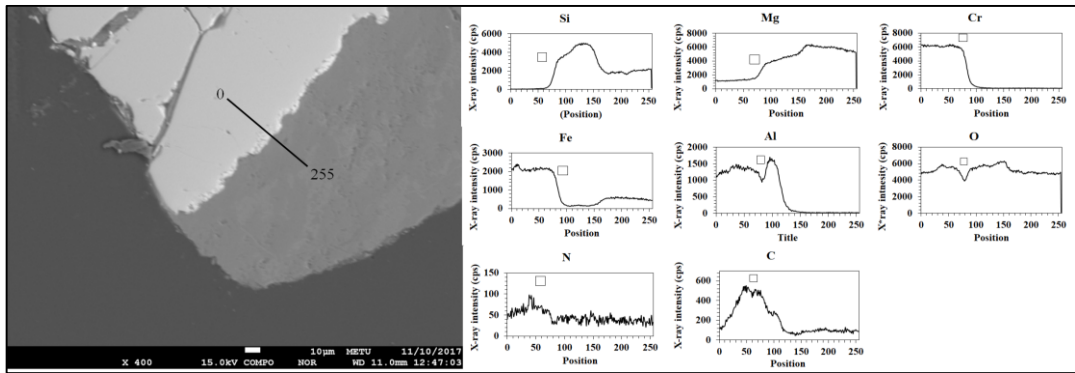 0
255
10µm METU 11/10/2017
X 400 15.0kV COMPO NOR WD 11.0mm 12:47:03
Si
X-ray intensity (cps)
6000
4000
2000
0
0 50 100 150 200 250
(Position)
Mg
X-ray intensity (cps)
8000
6000
4000
2000
0
0 50 100 150 200 250
Position
Cr
X-ray intensity (cps)
8000
6000
4000
2000
0
0 50 100 150 200 250
Position
Fe
X-ray intensity (cps)
3000
2000
1000
0
0 50 100 150 200 250
Position
Al
X-ray intensity (cps)
2000
1500
1000
500
0
0 50 100 150 200 250
Title
O
X*ray intnesity (cps)
8000
6000
4000
2000
0
0 50 100 150 200 250
Position
N
X-ray intensity (cps)
150
100
50
0
0 50 100 150 200 250
Position
C
X-ray intensity (cps)
600
400
200
0
0 50 100 150 200 250
Position